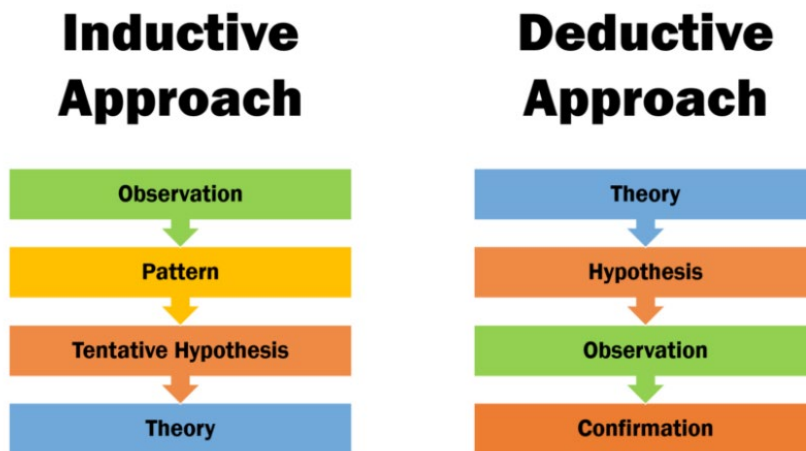 Inductive
Approach
Observation
Pattern
Tentative Hypothesis
Theory
Deductive
Approach
Theory
Hypothesis
Observation
Confirmation